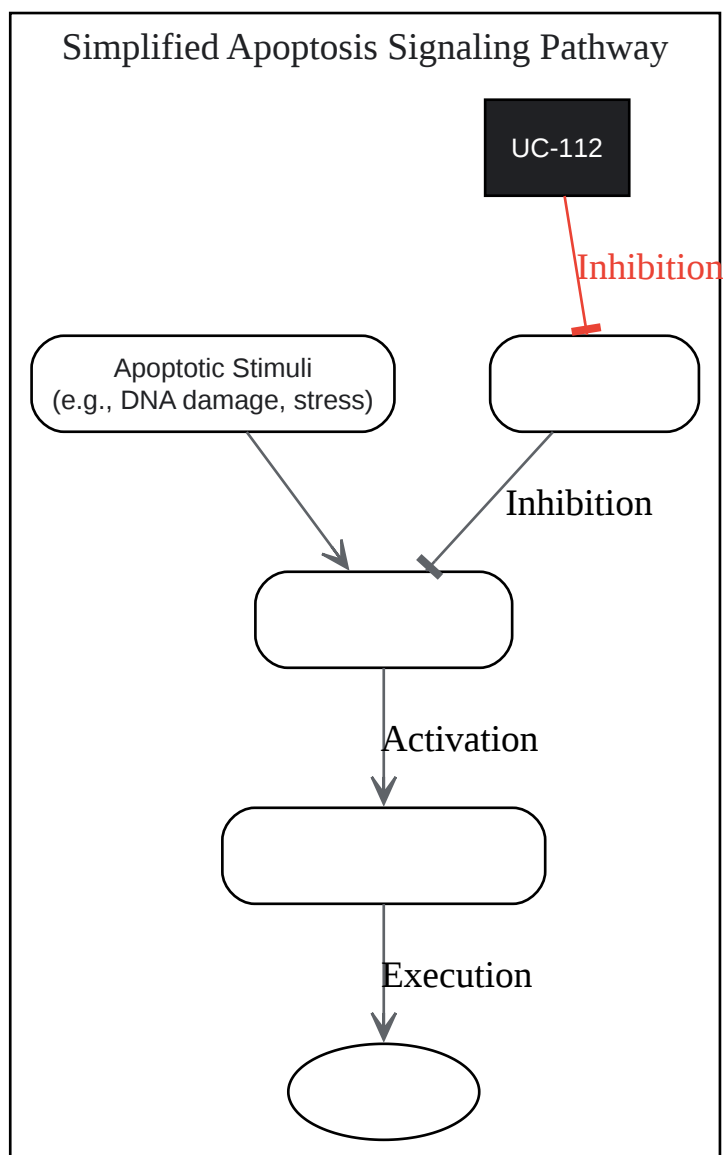 Simplified Apoptosis Signaling Pathway
UC-112
Inhibition
Apoptotic Stimuli
(e.g., DNA damage, stress)
Inhibition
Activation
Execution